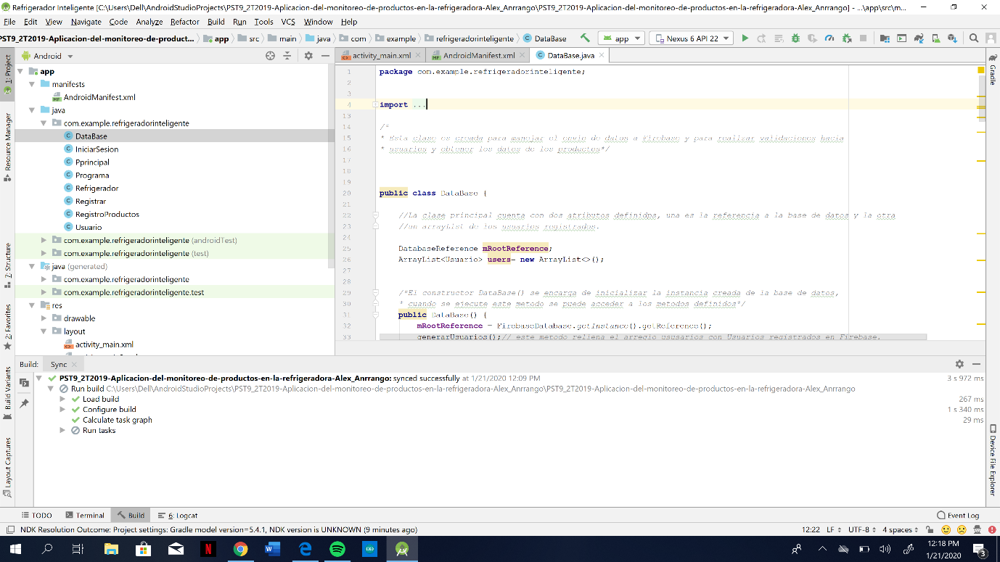 Refrigerador Inteligente [C:\Users\Dell\AndroidStudioProjects\PST9_2T2019-Aplicacion-del-monitoreo-de-productos-en-la-refrigeradora-Alex_Anrrango\PST9_2T2019-Aplicacion-del-monitoreo-de-productos-en-la-refrigeradora-Alex_Anrrango] - ...\app\src\m...
File Edit View Navigate Code Analyze Refactor Build Run Tools VCS Window Help
PST9_2T2019-Aplicacion-del-monitoreo-de-product... app src main java com example refrigeradorinteligente DataBase app Nexus 6 API 22
Android activity_main.xml AndroidManifest.xml DataBase.java
1: Project
Resource Manager
Z: Structure
2: Favorites
Build Variants
Layout Captures
app
manifests
AndroidManifest.xml
java
com.example.refrigeradorinteligente
DataBase
IniciarSesion
Pprincipal
Programa
Refrigerador
Registrar
RegistroProductos
Usuario
com.example.refrigeradorinteligente (androidTest)
com.example.refrigeradorinteligente (test)
java (generated)
com.example.refrigeradorinteligente
com.example.refrigeradorinteligente.test
res
drawable
layout
activity_main.xml
1 package com.example.refrigeradorinteligente;
2
3
4 import ...
13
14 /*
15 * Esta clase es creada para manejar el envio de datos a Firebase y para realizar validaciones hacia
16 * usuarios y obtener los datos de los productos*/
17
18
19
20 public class DataBase {
21
22 //La clase principal cuenta con dos atributos definidps, una es la referencia a la base de datos y la otra
23 //un arrayList de los usuarios registrados.
24
25 DatabaseReference mRootReference;
26 ArrayList<Usuario> users= new ArrayList<>();
27
28
29 /*El constructor DataBase() se encarga de inicializar la instancia creada de la base de datos,
30 * cuando se ejecute este metodo se puede acceder a los metodos definidos*/
31 public DataBase() {
32 mRootReference = FirebaseDatabase.getInstance().getReference();
33 generarUsuarios();// este metodo rellena el arreglo ususarios con Usuarios registrados en Firebase.
Gradle
Device File Explorer
Build: Sync
PST9_2T2019-Aplicacion-del-monitoreo-de-productos-en-la-refrigeradora-Alex_Anrrango: synced successfully at 1/21/2020 12:09 PM 3 s 972 ms
Run build C:\Users\Dell\AndroidStudioProjects\PST9_2T2019-Aplicacion-del-monitoreo-de-productos-en-la-refrigeradora-Alex_Anrrango\PST9_2T2019-Aplicacion-del-monitoreo-de-productos-en-la-refrigeradora-Alex_Anrrango
Load build 267 ms
Configure build 1 s 340 ms
Calculate task graph 29 ms
Run tasks
TODO Terminal Build 6: Logcat Event Log
NDK Resolution Outcome: Project settings: Gradle model version=5.4.1, NDK version is UNKNOWN (9 minutes ago) 12:22 LF UTF-8 4 spaces
12:18 PM
1/21/2020
3